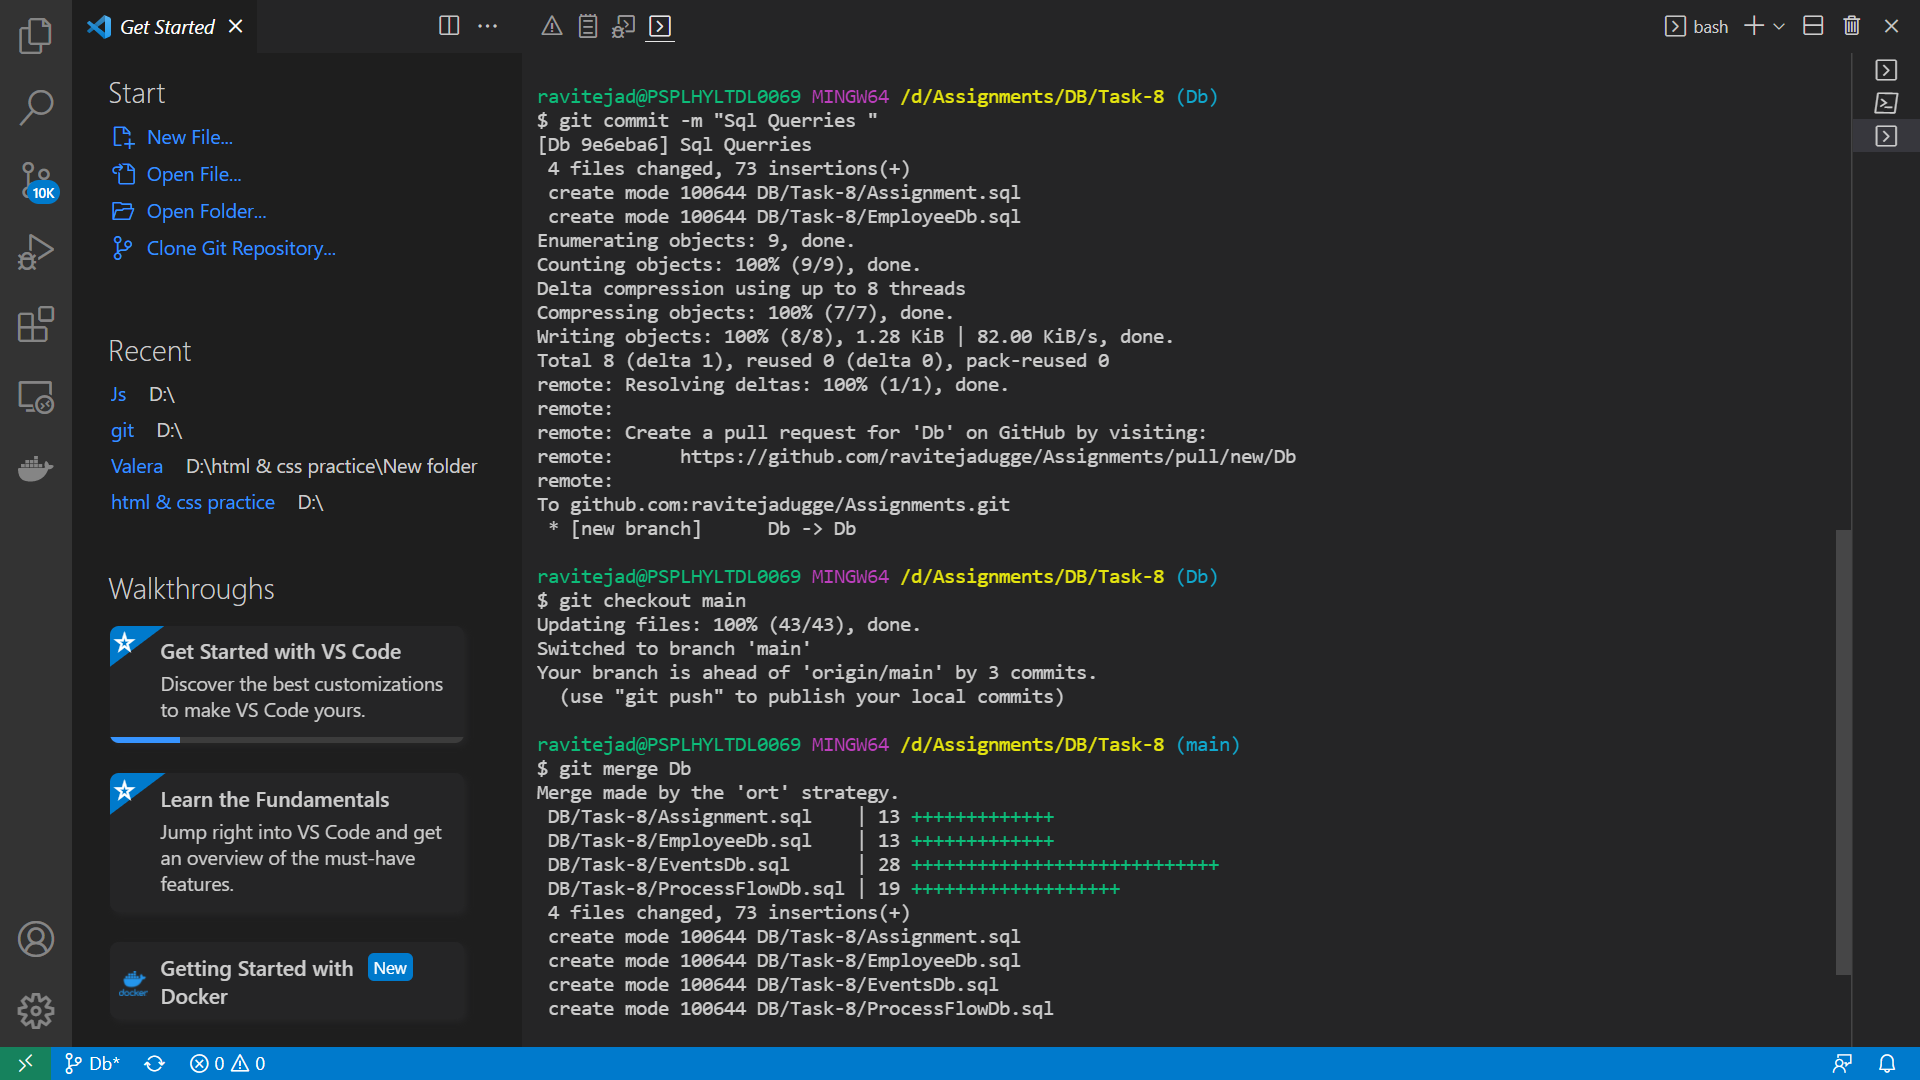 Get Started
bash
10K
Start
New File...
Open File...
Open Folder...
Clone Git Repository...
Recent
Js D:\
git D:\
Valera D:\html & css practice\New folder
html & css practice D:\
Walkthroughs
Get Started with VS Code
Discover the best customizations
to make VS Code yours.
Learn the Fundamentals
Jump right into VS Code and get
an overview of the must-have
features.
docker
Getting Started with New
Docker
ravitejad@PSPLHYLTDL0069 MINGW64 /d/Assignments/DB/Task-8 (Db)
$ git commit -m "Sql Querries "
[Db 9e6eba6] Sql Querries
4 files changed, 73 insertions(+)
create mode 100644 DB/Task-8/Assignment.sql
create mode 100644 DB/Task-8/EmployeeDb.sql
Enumerating objects: 9, done.
Counting objects: 100% (9/9), done.
Delta compression using up to 8 threads
Compressing objects: 100% (7/7), done.
Writing objects: 100% (8/8), 1.28 KiB | 82.00 KiB/s, done.
Total 8 (delta 1), reused 0 (delta 0), pack-reused 0
remote: Resolving deltas: 100% (1/1), done.
remote:
remote: Create a pull request for 'Db' on GitHub by visiting:
remote:      https://github.com/ravitejadugge/Assignments/pull/new/Db
remote:
To github.com:ravitejadugge/Assignments.git
* [new branch]      Db -> Db
ravitejad@PSPLHYLTDL0069 MINGW64 /d/Assignments/DB/Task-8 (Db)
$ git checkout main
Updating files: 100% (43/43), done.
Switched to branch 'main'
Your branch is ahead of 'origin/main' by 3 commits.
(use "git push" to publish your local commits)
ravitejad@PSPLHYLTDL0069 MINGW64 /d/Assignments/DB/Task-8 (main)
$ git merge Db
Merge made by the 'ort' strategy.
DB/Task-8/Assignment.sql    | 13 +++++++++++++
DB/Task-8/EmployeeDb.sql    | 13 +++++++++++++
DB/Task-8/EventsDb.sql      | 28 ++++++++++++++++++++++++++++
DB/Task-8/ProcessFlowDb.sql | 19 +++++++++++++++++++
4 files changed, 73 insertions(+)
create mode 100644 DB/Task-8/Assignment.sql
create mode 100644 DB/Task-8/EmployeeDb.sql
create mode 100644 DB/Task-8/EventsDb.sql
create mode 100644 DB/Task-8/ProcessFlowDb.sql
Db* 0 0